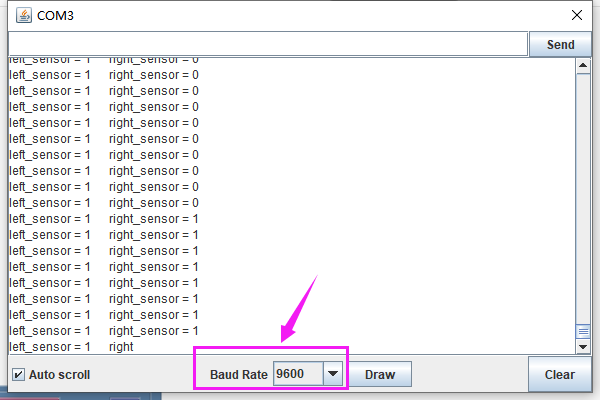 COM3
Send
left_sensor = 1 right_sensor = 0
left_sensor = 1 right_sensor = 0
left_sensor = 1 right_sensor = 0
left_sensor = 1 right_sensor = 0
left_sensor = 1 right_sensor = 0
left_sensor = 1 right_sensor = 0
left_sensor = 1 right_sensor = 0
left_sensor = 1 right_sensor = 0
left_sensor = 1 right_sensor = 0
left_sensor = 1 right_sensor = 0
left_sensor = 1 right_sensor = 1
left_sensor = 1 right_sensor = 1
left_sensor = 1 right_sensor = 1
left_sensor = 1 right_sensor = 1
left_sensor = 1 right_sensor = 1
left_sensor = 1 right_sensor = 1
left_sensor = 1 right_sensor = 1
left_sensor = 1 right_sensor = 1
left_sensor = 1 right
Auto scroll Baud Rate 9600 Draw Clear